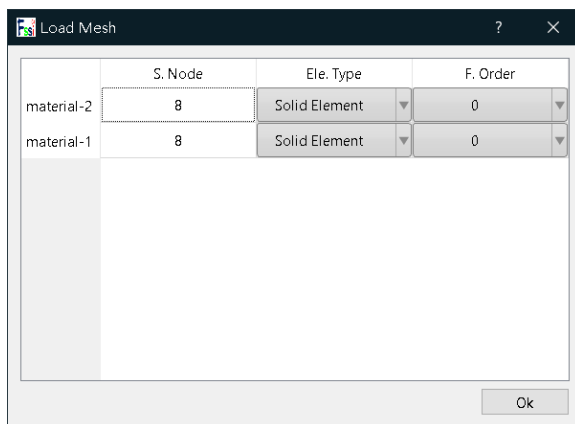 Fssi Load Mesh ? ×
S. Node Ele. Type F. Order
material-2 8 Solid Element 0
material-1 8 Solid Element 0
Ok